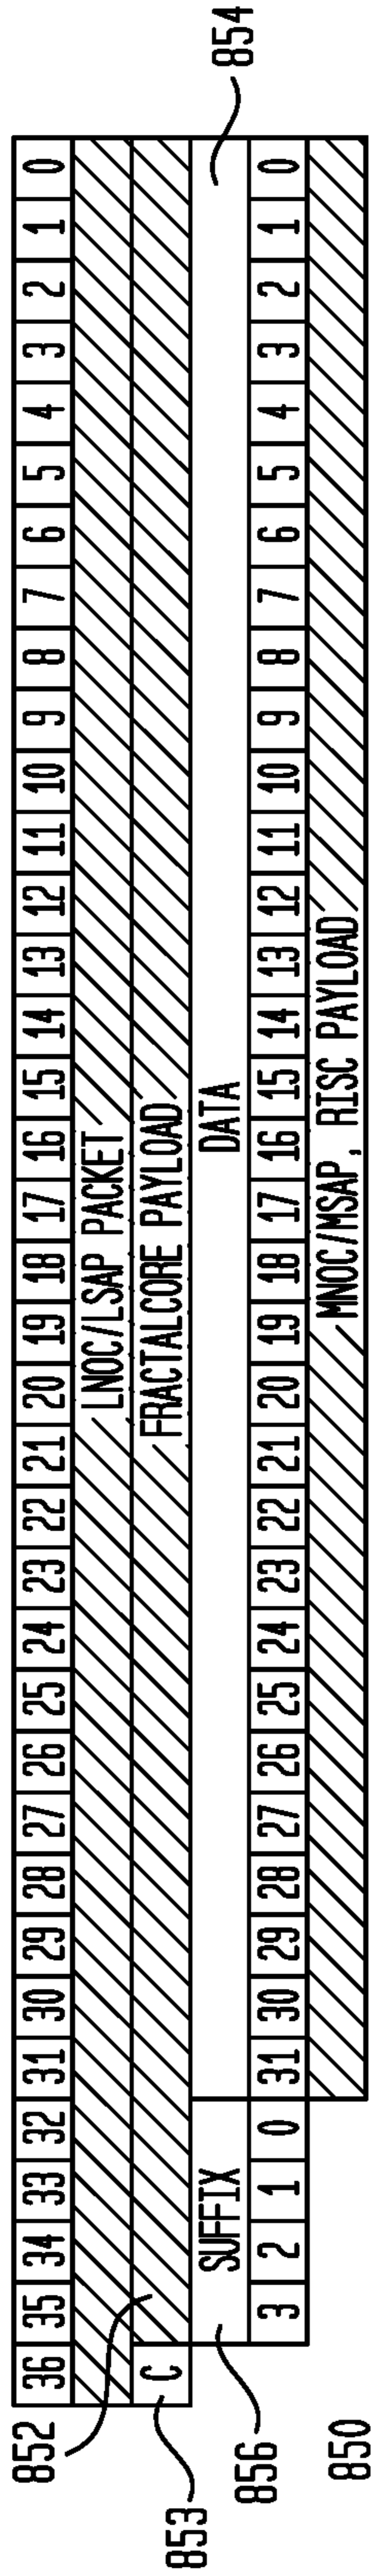 36 35 34 33 32 31 30 29 28 27 26 25 24 23 22 21 20 19 18 17 16 15 14 13 12 11 10 9 8 7 6 5 4 3 2 1 0
852
LNOC/LSAP PACKET
853
C
FRACTALCORE PAYLOAD
856
SUFFIX
DATA
854
3 2 1 0 31 30 29 28 27 26 25 24 23 22 21 20 19 18 17 16 15 14 13 12 11 10 9 8 7 6 5 4 3 2 1 0
MNOC/MSAP, RISC PAYLOAD
850